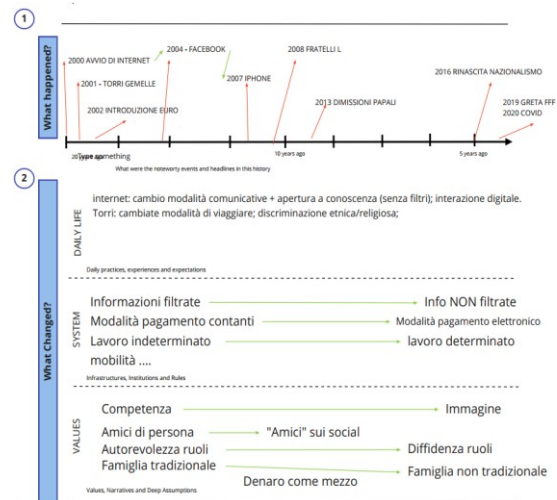 1
What happened?
2000 AVVIO DI INTERNET
2004 - FACEBOOK
2008 FRATELLI L
2001 - TORRI GEMELLE
2007 IPHONE
2016 RINASCITA NAZIONALISMO
2002 INTRODUZIONE EURO
2013 DIMISSIONI PAPALI
2019 GRETA FFF
2020 COVID
Type something
10 years ago
5 years ago
What were the noteworty events and headlines in this history
2
What Changed?
DAILY LIFE
internet: cambio modalità comunicative + apertura a conoscenza (senza filtri); interazione digitale.
Torri: cambiate modalità di viaggiare; discriminazione etnica/religiosa;
Daily practices, experiences and expectations
SYSTEM
Informazioni filtrate Info NON filtrate
Modalità pagamento contanti Modalità pagamento elettronico
Lavoro indeterminato lavoro determinato
mobilità ....
Infrastructures, Institutions and Rules
VALUES
Competenza Immagine
Amici di persona "Amici" sui social
Autorevolezza ruoli Diffidenza ruoli
Famiglia tradizionale Famiglia non tradizionale
Denaro come mezzo
Values, Narratives and Deep Assumptions